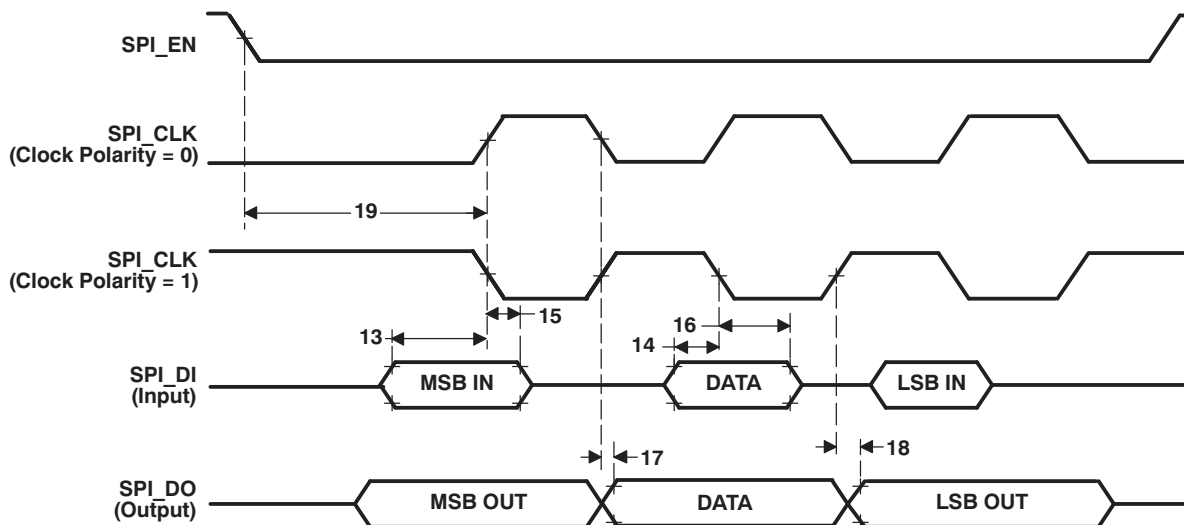 SPI_EN
SPI_CLK
(Clock Polarity = 0)
19
SPI_CLK
(Clock Polarity = 1)
15
13
16
14
SPI_DI
(Input)
MSB IN
DATA
LSB IN
17
18
SPI_DO
(Output)
MSB OUT
DATA
LSB OUT